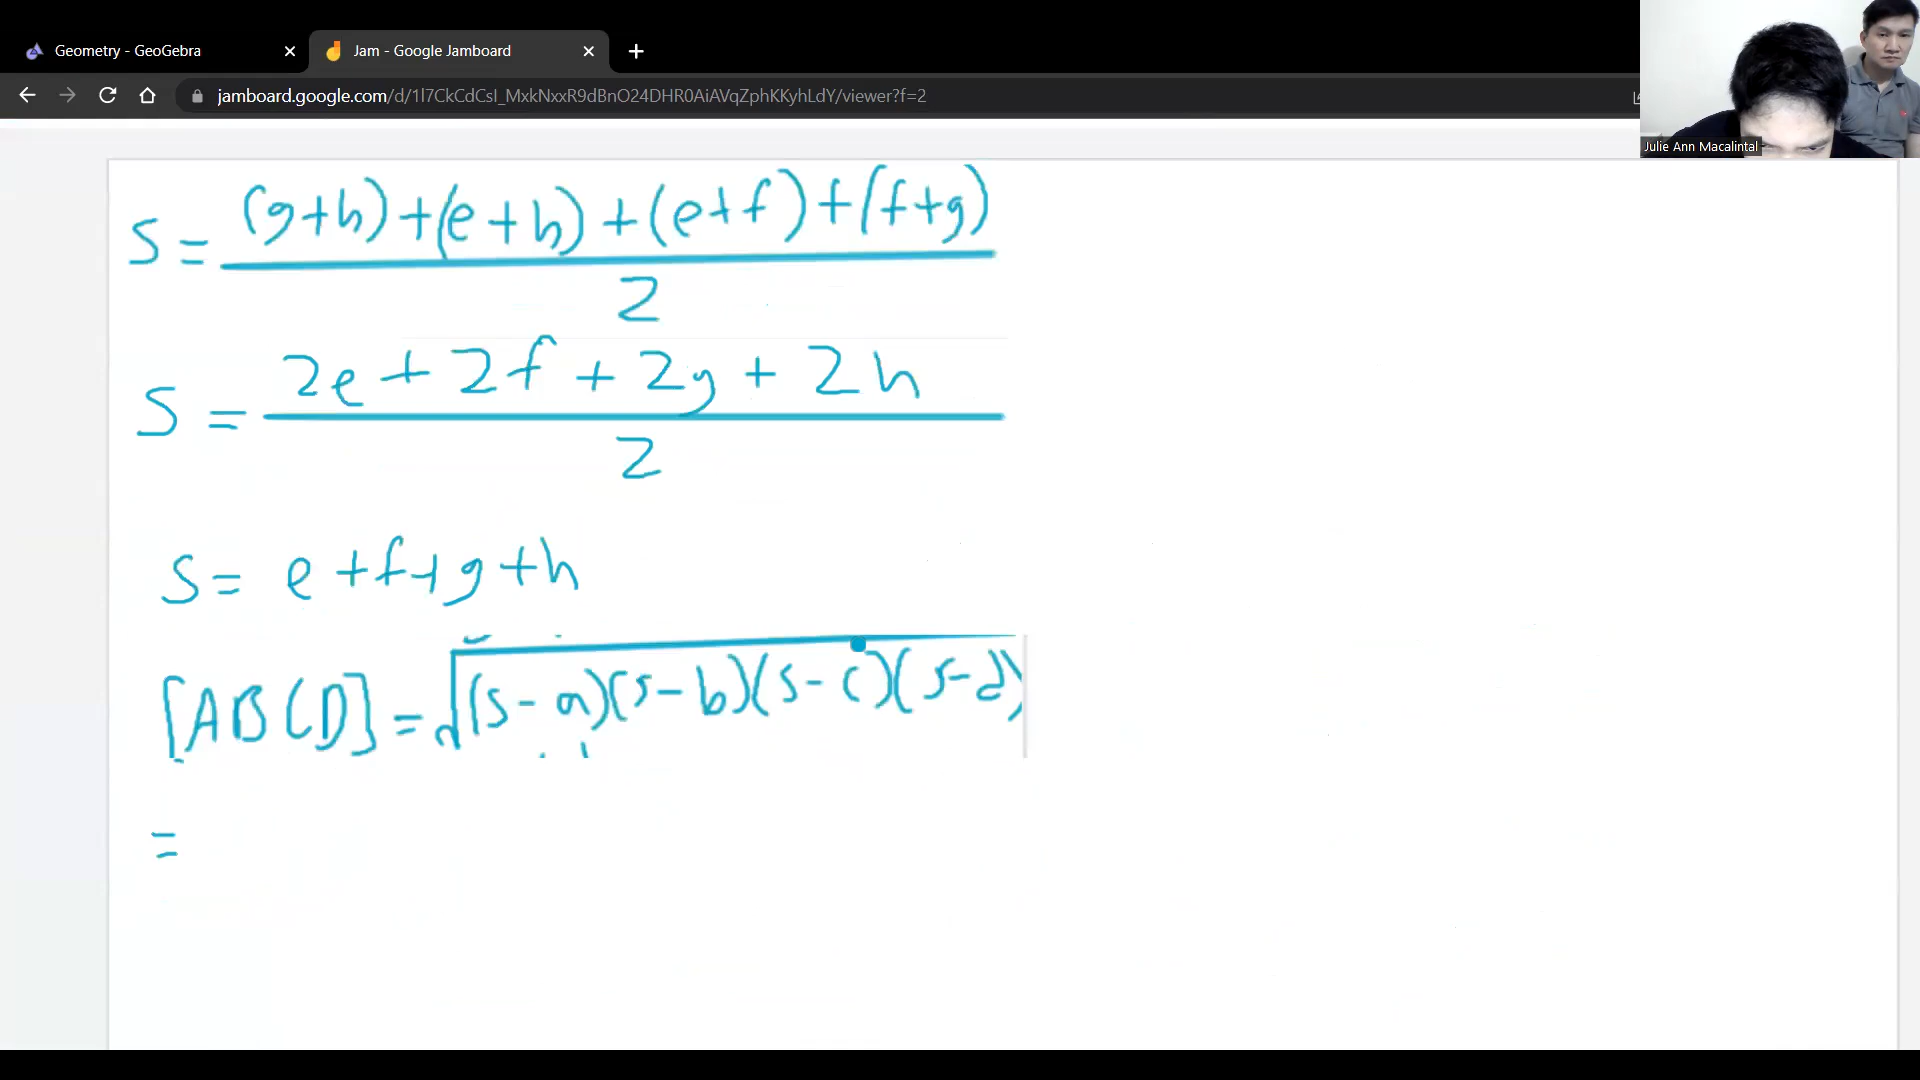 Geometry - GeoGebra
Jam - Google Jamboard
jamboard.google.com/d/1l7CkCdCsI_MxkNxxR9dBnO24DHR0AiAVqZphKKyhLdY/viewer?f=2
Julie Ann Macalintal
S = (g+h)+(e+h)+(e+f)+(f+g)
2
S = 2e+2f+2g+2h
2
S= e+f+g+h
[ABCD] = √(s-a)(s-b)(s-c)(s-d)
=